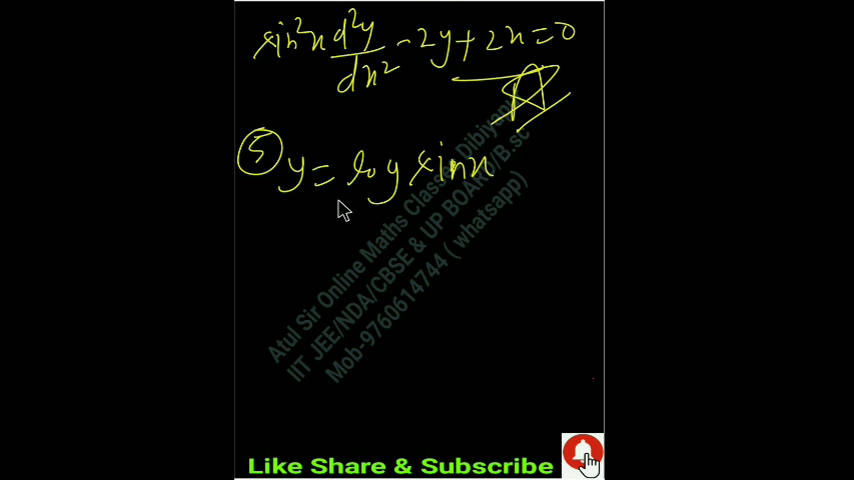 sin²x d²y/dx² - 2y + 2x = 0
⑤ y = log sinx
Atul Sir Online Maths Classes Dibiyapur
IIT JEE/NDA/CBSE & UP BOARD/B.sc
Mob-9760614744 ( whatsapp)
Like Share & Subscribe